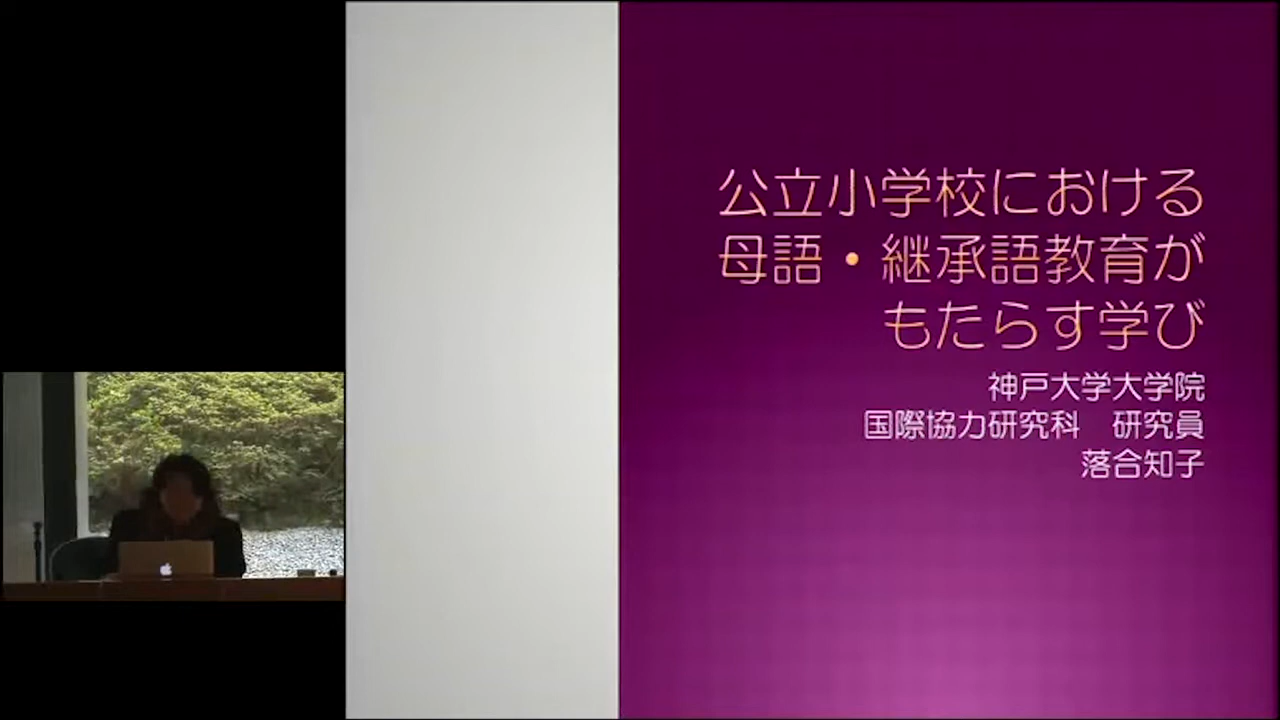 公立小学校における
母語・継承語教育が
もたらす学び
神戸大学大学院
国際協力研究科　研究員
落合知子